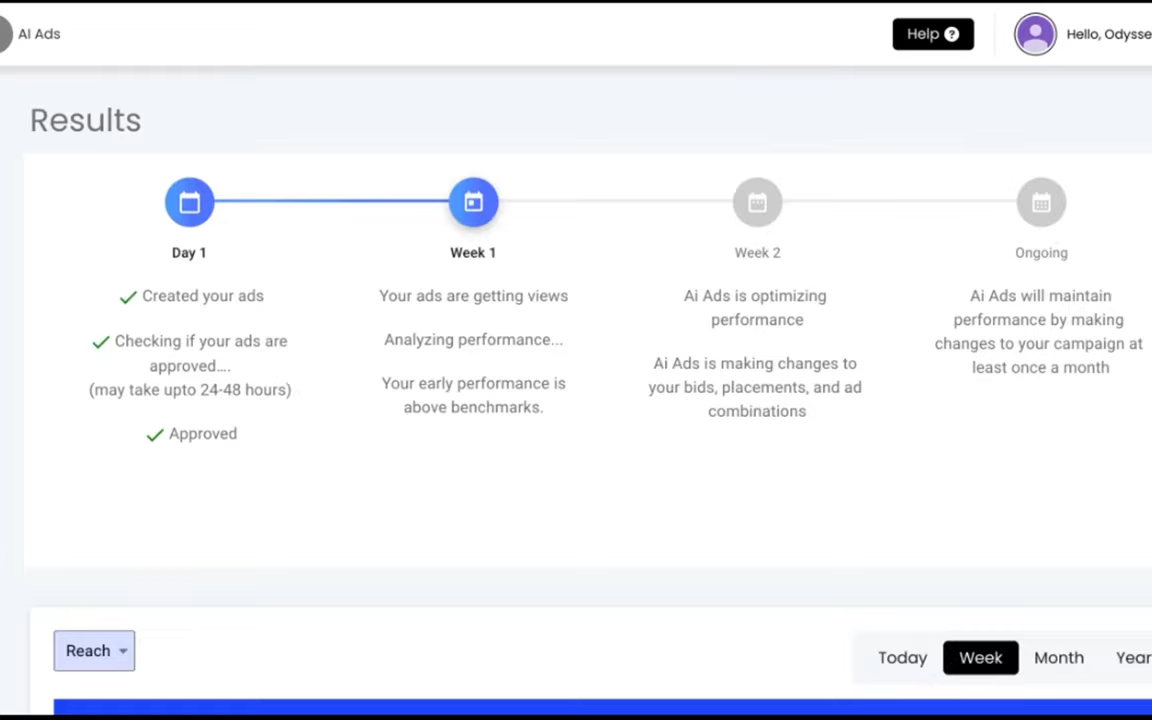 AI Ads
Help ?
Hello, Odysse
Results
Day 1
Created your ads
Checking if your ads are
approved....
(may take upto 24-48 hours)
Approved
Week 1
Your ads are getting views
Analyzing performance...
Your early performance is
above benchmarks.
Week 2
Ai Ads is optimizing
performance
Ai Ads is making changes to
your bids, placements, and ad
combinations
Ongoing
Ai Ads will maintain
performance by making
changes to your campaign at
least once a month
Reach
Today
Week
Month
Year